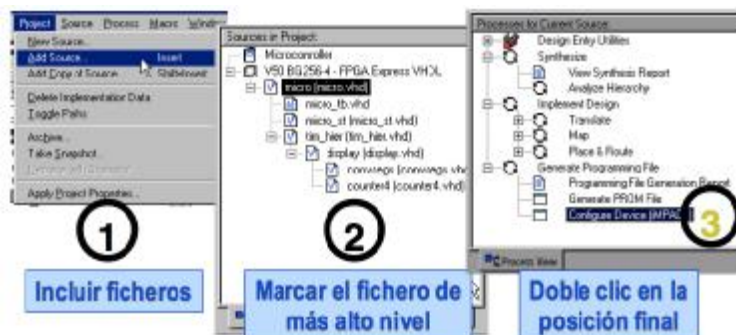 Project Source Process Macro Window
New Source...
Add Source... Insert
Add Copy of Source Shift+Insert
Delete Implementation Data
Toggle Paths
Archive...
Take Snapshot...
Apply Project Properties...
1
Incluir ficheros
Sources in Project:
Microcontroller
V50 BG256-4 - FPGA Express VHDL
micro (micro.vhd)
micro_tb.vhd
micro_st (micro_st.vhd)
tim_hier (tim_hier.vhd)
display (display.vhd)
counter4 (counter4.vhd)
2
Marcar el fichero de
más alto nivel
Processes for Current Source:
Design Entry Utilities
Synthesize
View Synthesis Report
Analyze Hierarchy
Implement Design
Translate
Map
Place & Route
Generate Programming File
Programming File Generation Report
Generate PROM File
Configure Device (iMPACT
3
Process View
Doble clic en la
posición final